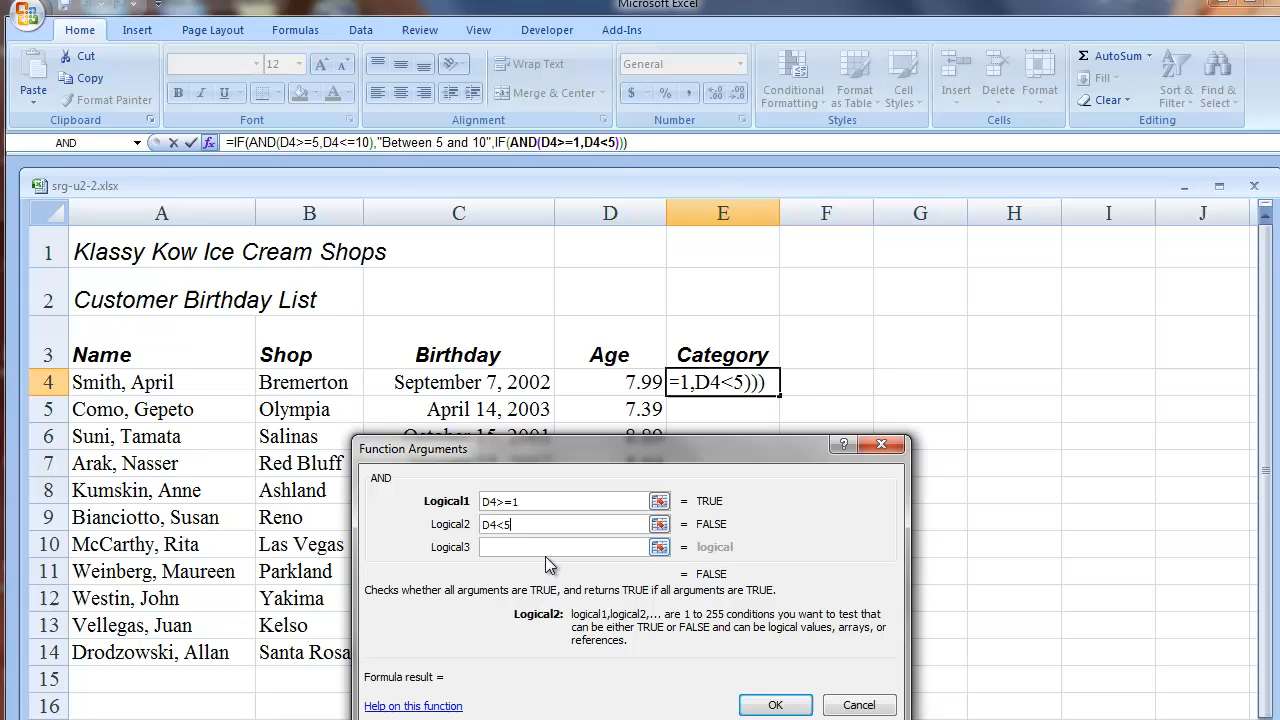 Microsoft Excel
Home Insert Page Layout Formulas Data Review View Developer Add-Ins
Cut
Copy
Format Painter
Paste
Clipboard
12
A A
B I U
A
Font
Wrap Text
Merge & Center
Alignment
General
$ % ,
Number
Conditional Formatting
Format as Table
Cell Styles
Styles
Insert Delete Format
Cells
Σ AutoSum
Fill
Clear
Sort & Filter
Find & Select
Editing
AND
fx
=IF(AND(D4>=5,D4<=10),"Between 5 and 10",IF(AND(D4>=1,D4<5)))
srg-u2-2.xlsx
A B C D E F G H I J
1 Klassy Kow Ice Cream Shops
2 Customer Birthday List
3 Name Shop Birthday Age Category
4 Smith, April Bremerton September 7, 2002 7.99 =1,D4<5)))
5 Como, Gepeto Olympia April 14, 2003 7.39
6 Suni, Tamata Salinas October 15, 2001 8.89
7 Arak, Nasser Red Bluff
8 Kumskin, Anne Ashland
9 Bianciotto, Susan Reno
10 McCarthy, Rita Las Vegas
11 Weinberg, Maureen Parkland
12 Westin, John Yakima
13 Vellegas, Juan Kelso
14 Drodzowski, Allan Santa Rosa
15
16
Function Arguments
?
AND
Logical1 D4>=1 = TRUE
Logical2 D4<5 = FALSE
Logical3 = logical
= FALSE
Checks whether all arguments are TRUE, and returns TRUE if all arguments are TRUE.
Logical2: logical1,logical2,... are 1 to 255 conditions you want to test that
can be either TRUE or FALSE and can be logical values, arrays, or
references.
Formula result =
Help on this function
OK Cancel